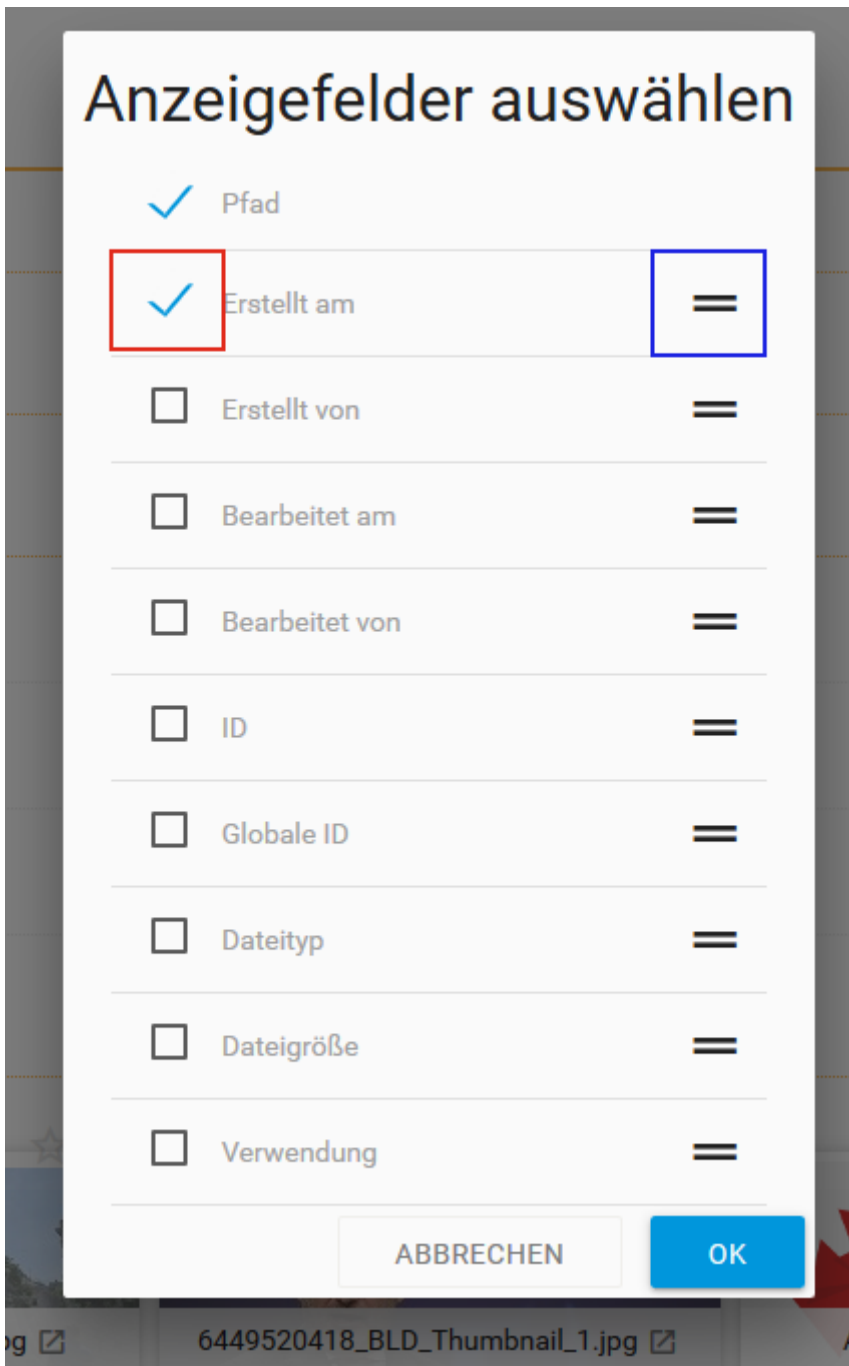 Anzeigefelder auswählen
Pfad
Erstellt am
Erstellt von
Bearbeitet am
Bearbeitet von
ID
Globale ID
Dateityp
Dateigröße
Verwendung
ABBRECHEN OK
6449520418_BLD_Thumbnail_1.jpg